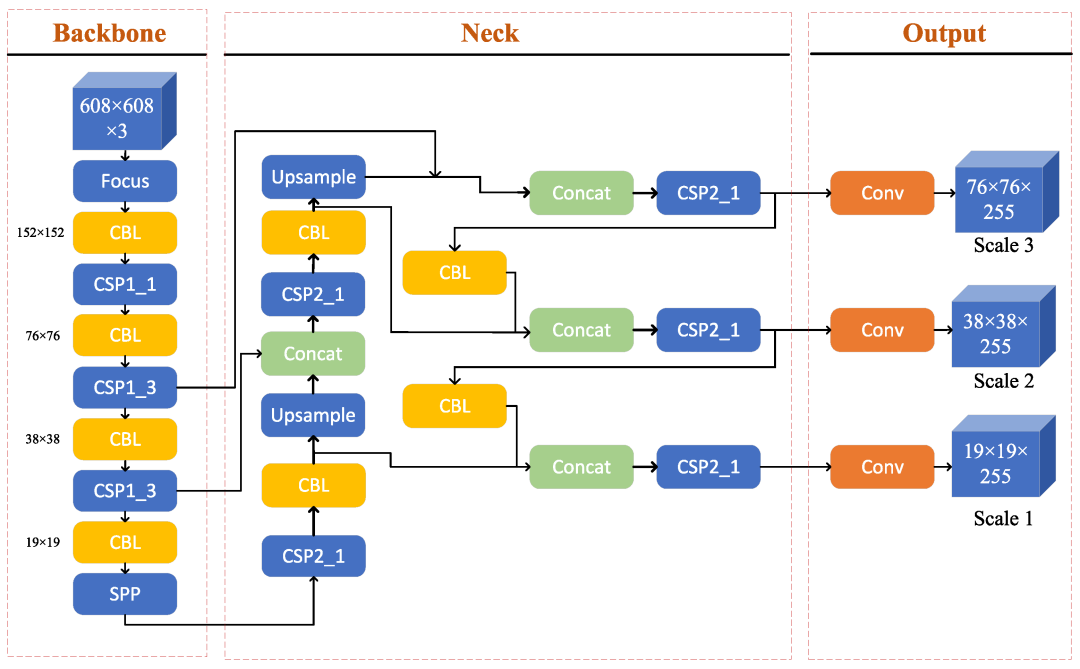 Backbone
Neck
Output
608×608
×3
Focus
152×152
CBL
CSP1_1
76×76
CBL
CSP1_3
38×38
CBL
CSP1_3
19×19
CBL
SPP
Upsample
CBL
CSP2_1
Concat
Upsample
CBL
CSP2_1
Concat
CSP2_1
CBL
Concat
CSP2_1
CBL
Concat
CSP2_1
Conv
76×76×
255
Scale 3
Conv
38×38×
255
Scale 2
Conv
19×19×
255
Scale 1